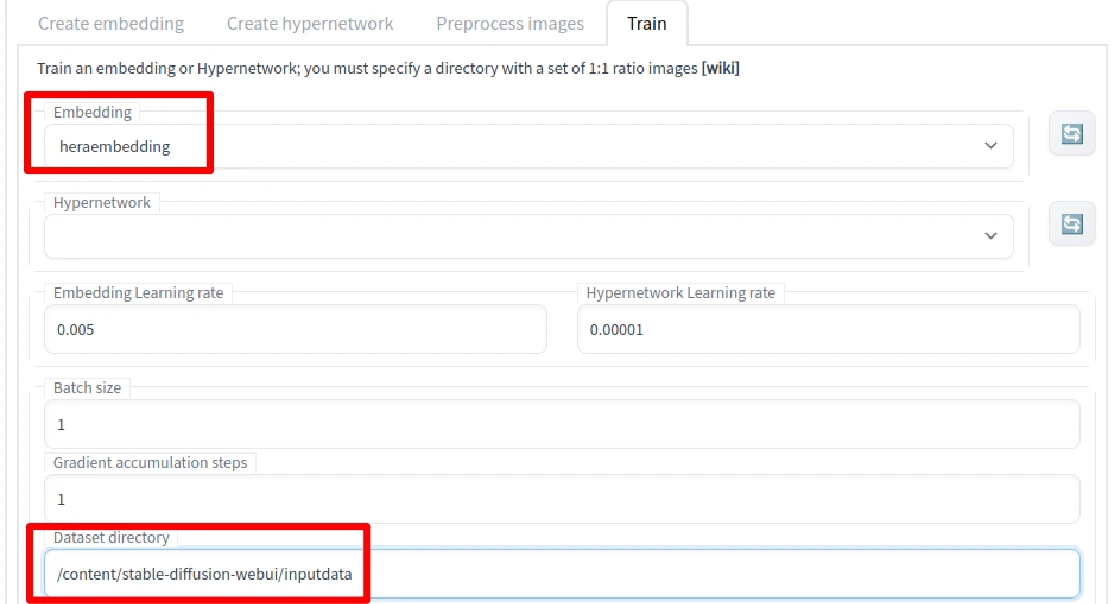 Create embedding Create hypernetwork Preprocess images Train
Train an embedding or Hypernetwork; you must specify a directory with a set of 1:1 ratio images [wiki]
Embedding
heraembedding
Hypernetwork
Embedding Learning rate Hypernetwork Learning rate
0.005 0.00001
Batch size
1
Gradient accumulation steps
1
Dataset directory
/content/stable-diffusion-webui/inputdata